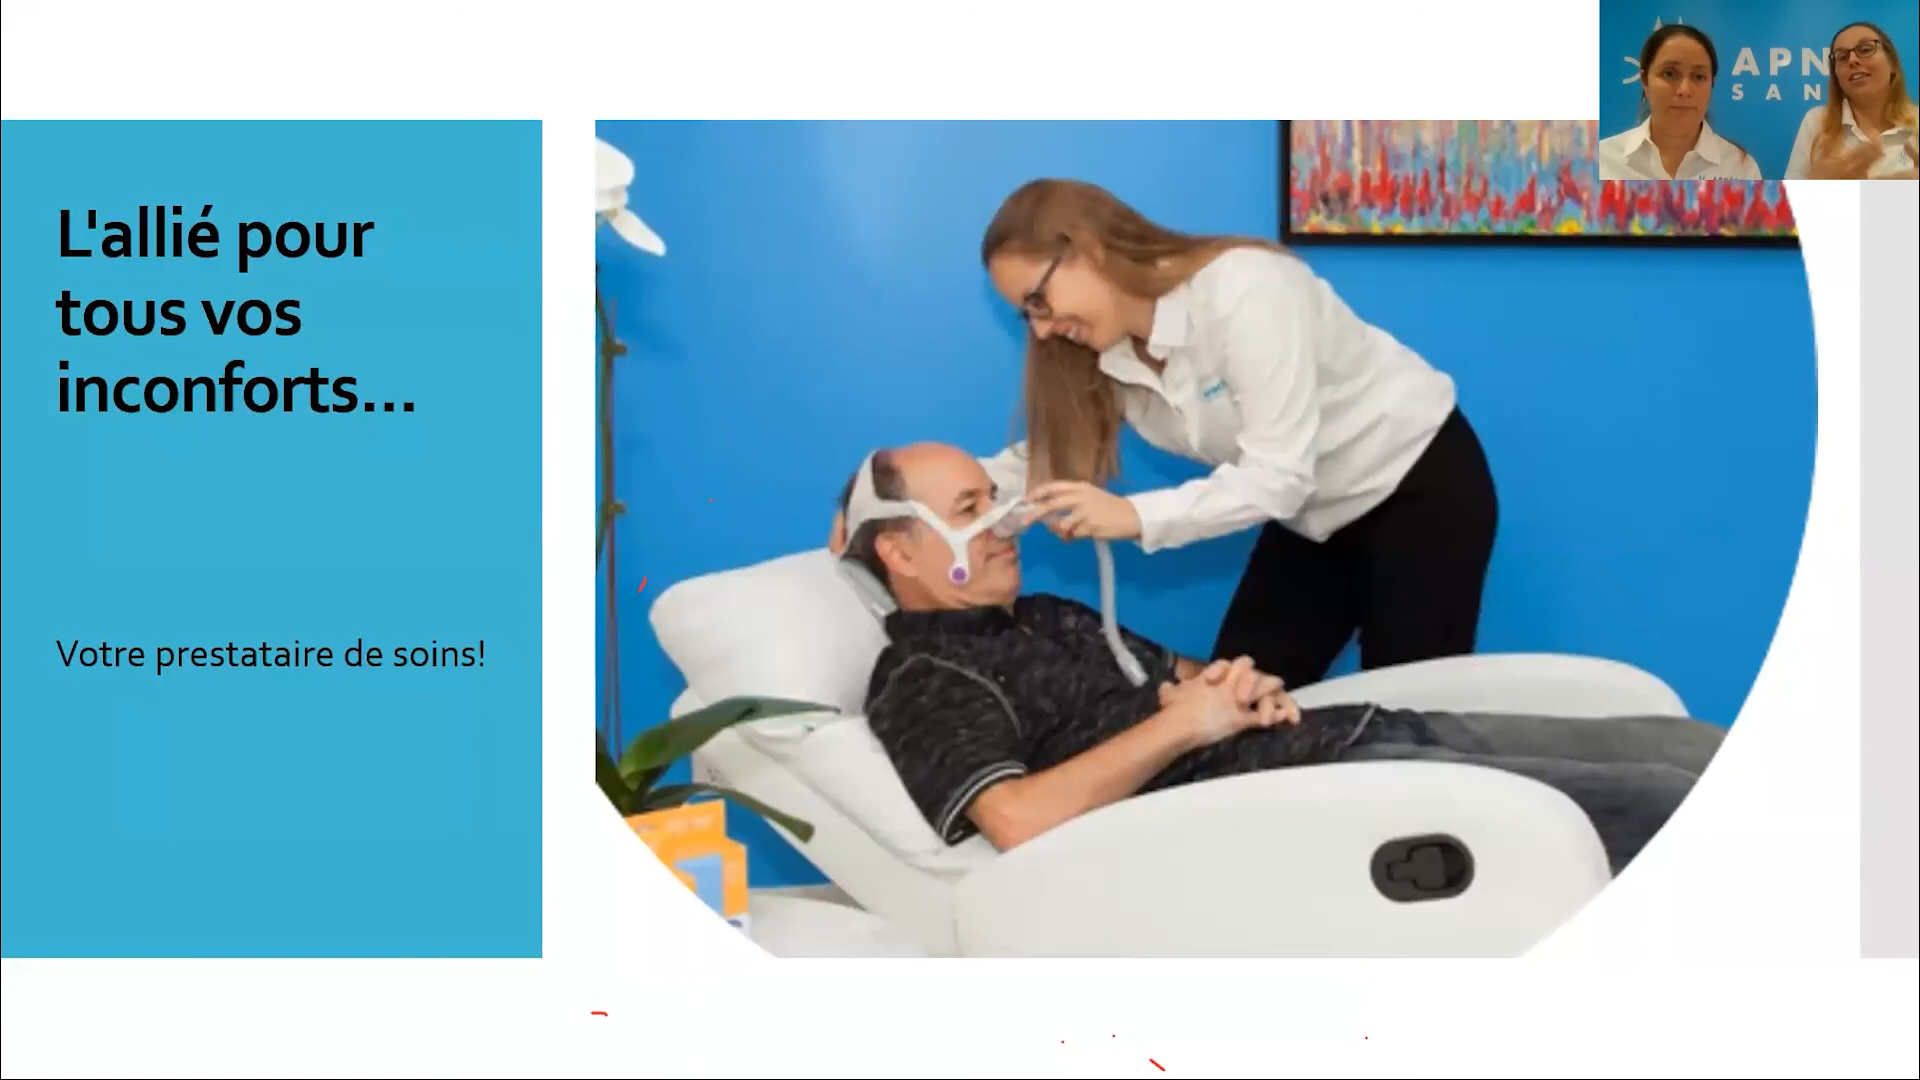 L'allié pour
tous vos
inconforts...
Votre prestataire de soins!
APN
SAN